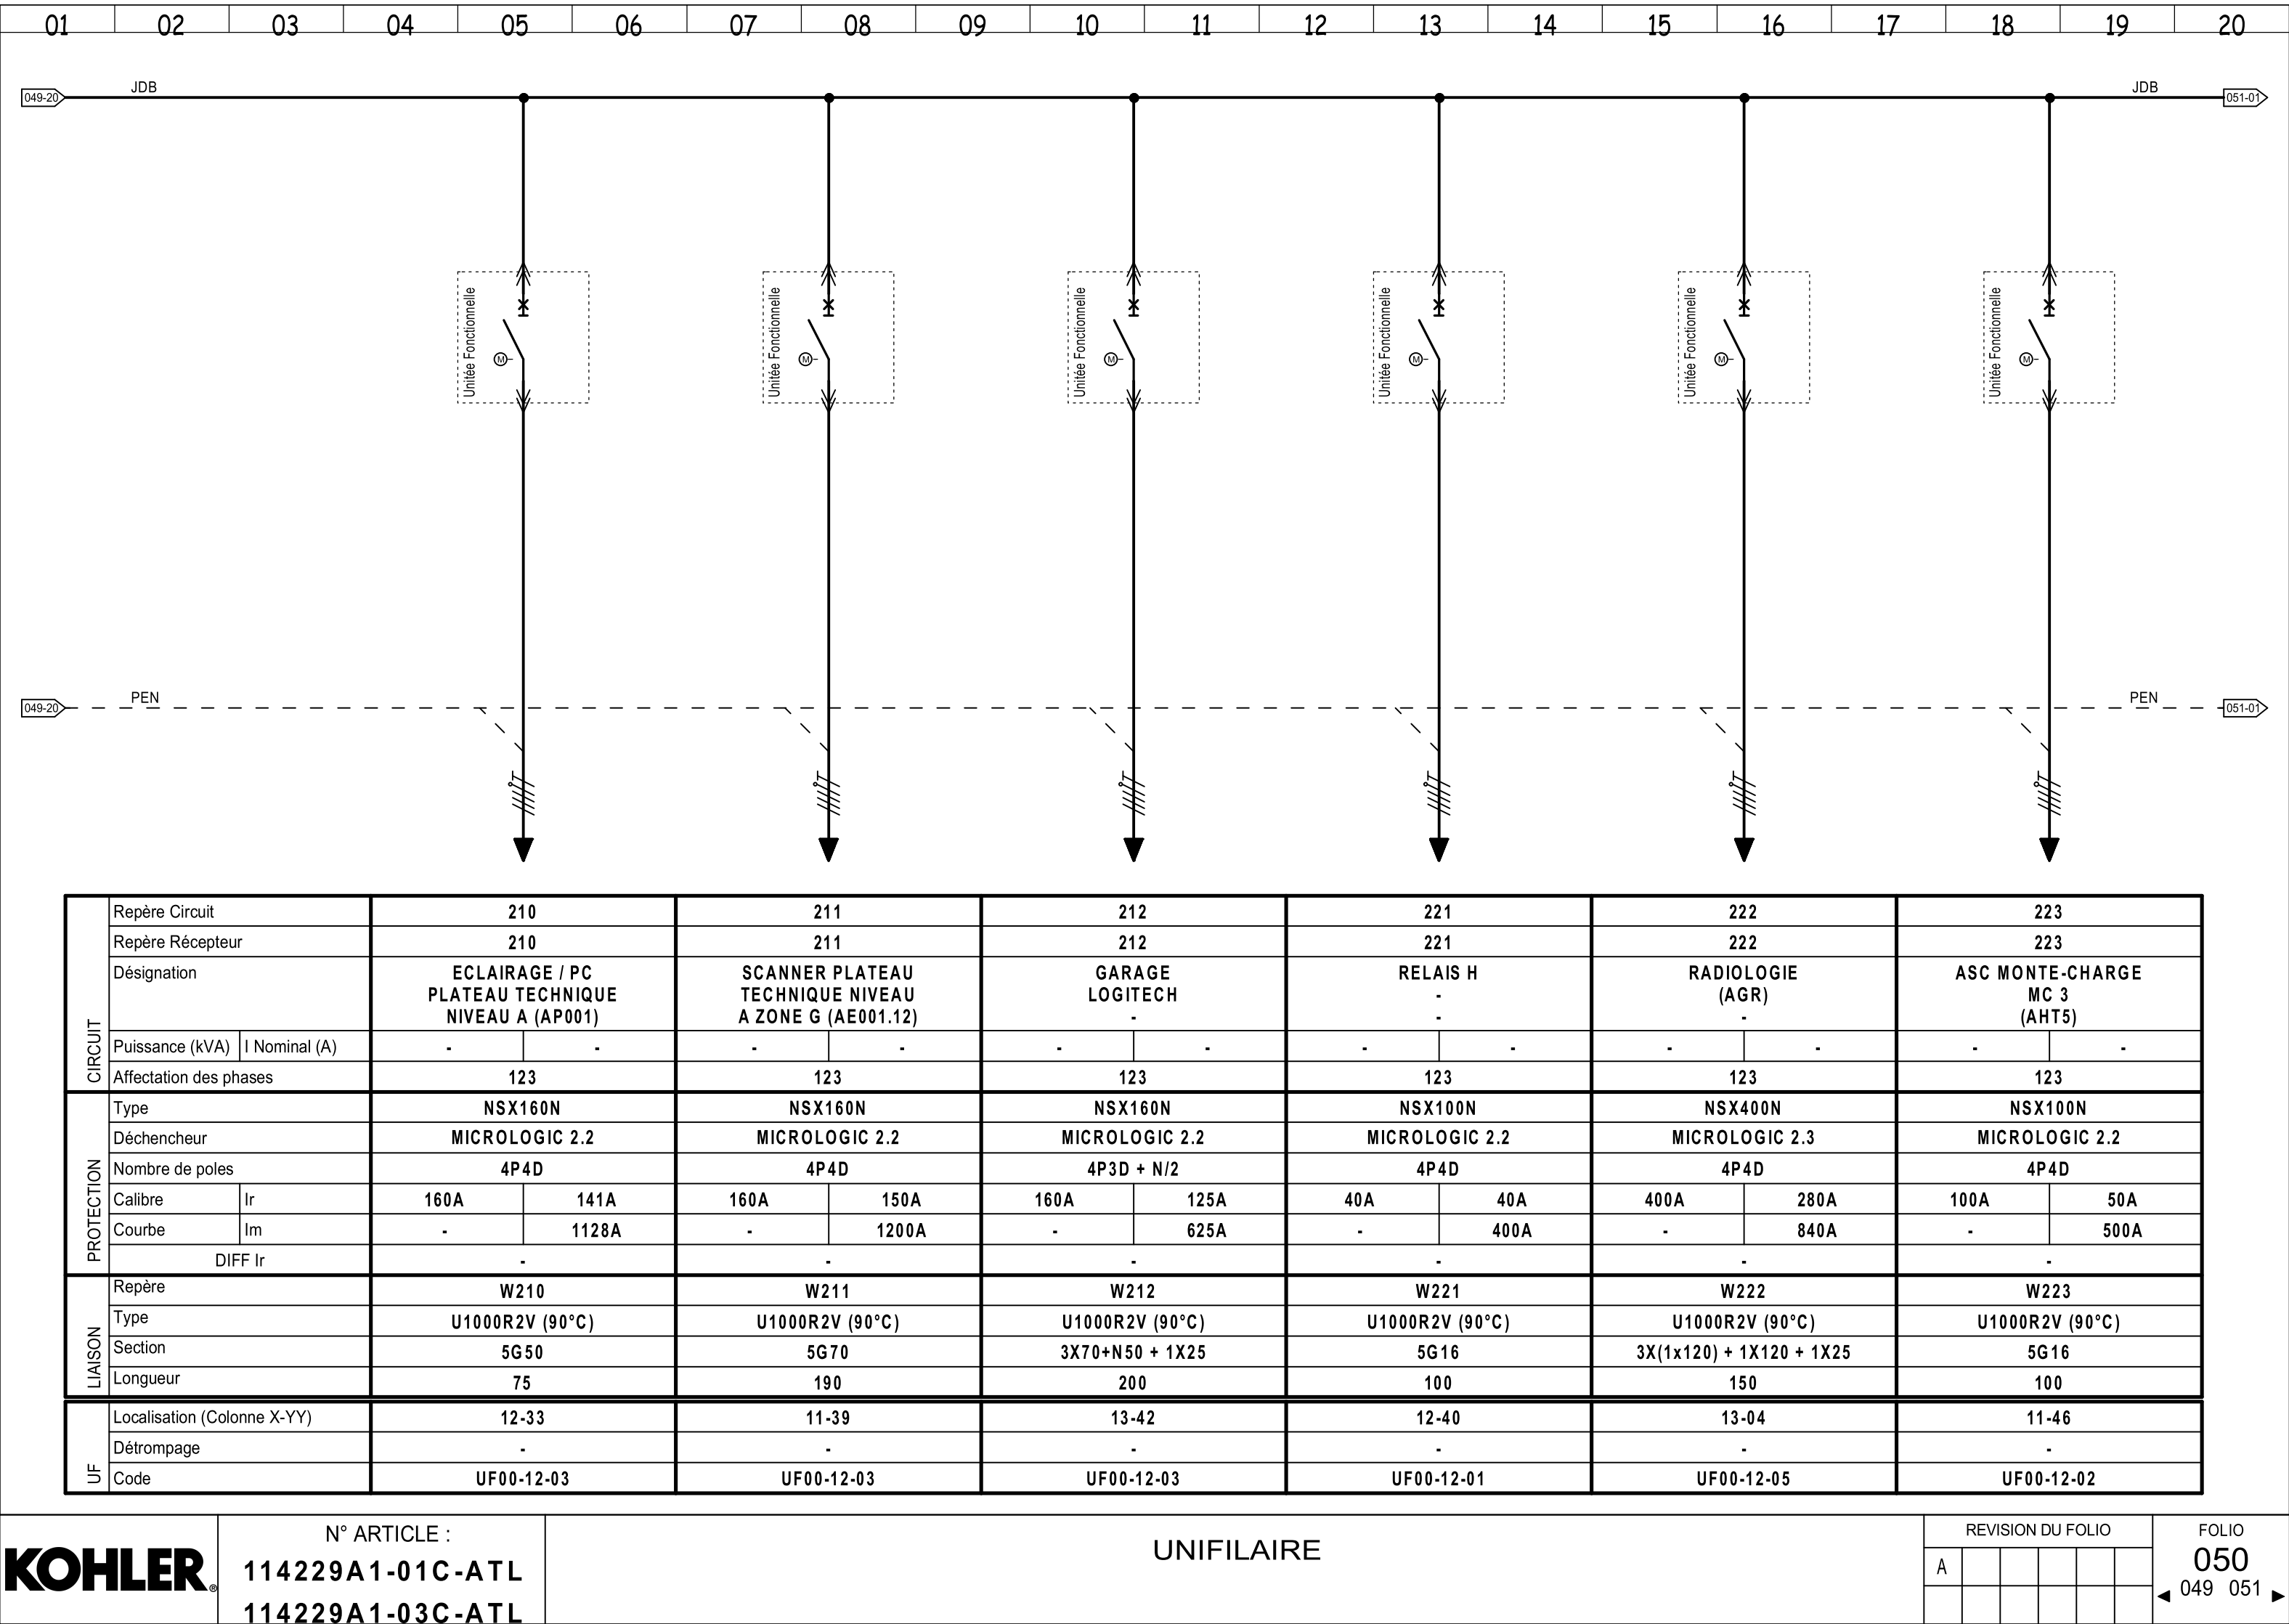 01 02 03 04 05 06 07 08 09 10 11 12 13 14 15 16 17 18 19 20
049-20 JDB JDB 051-01
Unitée Fonctionnelle Unitée Fonctionnelle Unitée Fonctionnelle Unitée Fonctionnelle Unitée Fonctionnelle Unitée Fonctionnelle
M M M M M M
049-20 PEN PEN 051-01
CIRCUIT
Repère Circuit 210 211 212 221 222 223
Repère Récepteur 210 211 212 221 222 223
Désignation ECLAIRAGE / PC SCANNER PLATEAU GARAGE RELAIS H RADIOLOGIE ASC MONTE-CHARGE
PLATEAU TECHNIQUE TECHNIQUE NIVEAU LOGITECH - (AGR) MC 3
NIVEAU A (AP001) A ZONE G (AE001.12) - - - (AHT5)
Puissance (kVA) I Nominal (A) - - - - - - - - - - - -
Affectation des phases 123 123 123 123 123 123
PROTECTION
Type NSX160N NSX160N NSX160N NSX100N NSX400N NSX100N
Déchencheur MICROLOGIC 2.2 MICROLOGIC 2.2 MICROLOGIC 2.2 MICROLOGIC 2.2 MICROLOGIC 2.3 MICROLOGIC 2.2
Nombre de poles 4P4D 4P4D 4P3D + N/2 4P4D 4P4D 4P4D
Calibre Ir 160A 141A 160A 150A 160A 125A 40A 40A 400A 280A 100A 50A
Courbe Im - 1128A - 1200A - 625A - 400A - 840A - 500A
DIFF Ir - - - - - -
LIAISON
Repère W210 W211 W212 W221 W222 W223
Type U1000R2V (90°C) U1000R2V (90°C) U1000R2V (90°C) U1000R2V (90°C) U1000R2V (90°C) U1000R2V (90°C)
Section 5G50 5G70 3X70+N50 + 1X25 5G16 3X(1x120) + 1X120 + 1X25 5G16
Longueur 75 190 200 100 150 100
UF
Localisation (Colonne X-YY) 12-33 11-39 13-42 12-40 13-04 11-46
Détrompage - - - - - -
Code UF00-12-03 UF00-12-03 UF00-12-03 UF00-12-01 UF00-12-05 UF00-12-02
KOHLER®
N° ARTICLE :
114229A1-01C-ATL
114229A1-03C-ATL
UNIFILAIRE
REVISION DU FOLIO
A
FOLIO
050
049 051